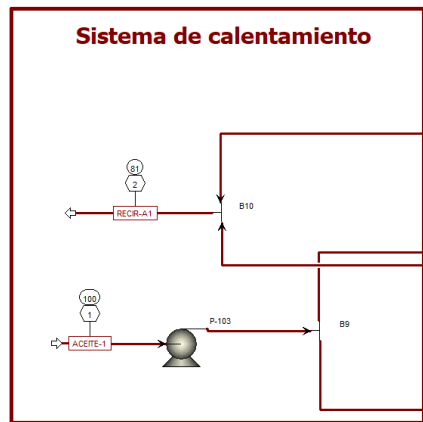 Sistema de calentamiento
81
2
B10
RECIR-A1
100
1
P-103
B9
ACEITE-1